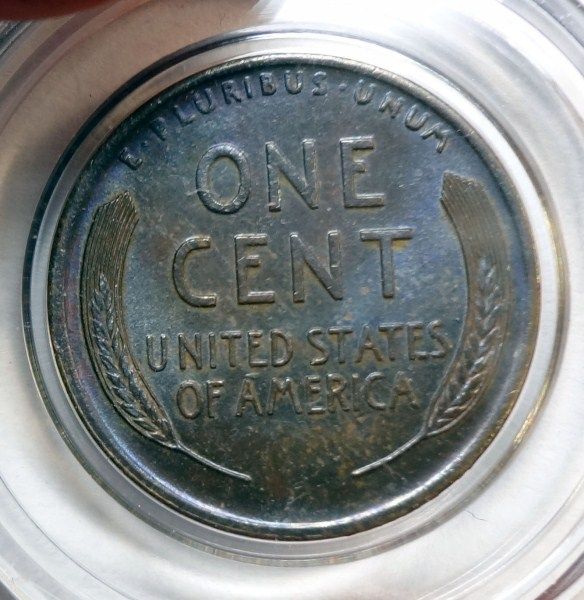 E·PLURIBUS·UNUM
ONE
CENT
UNITED STATES
OF AMERICA